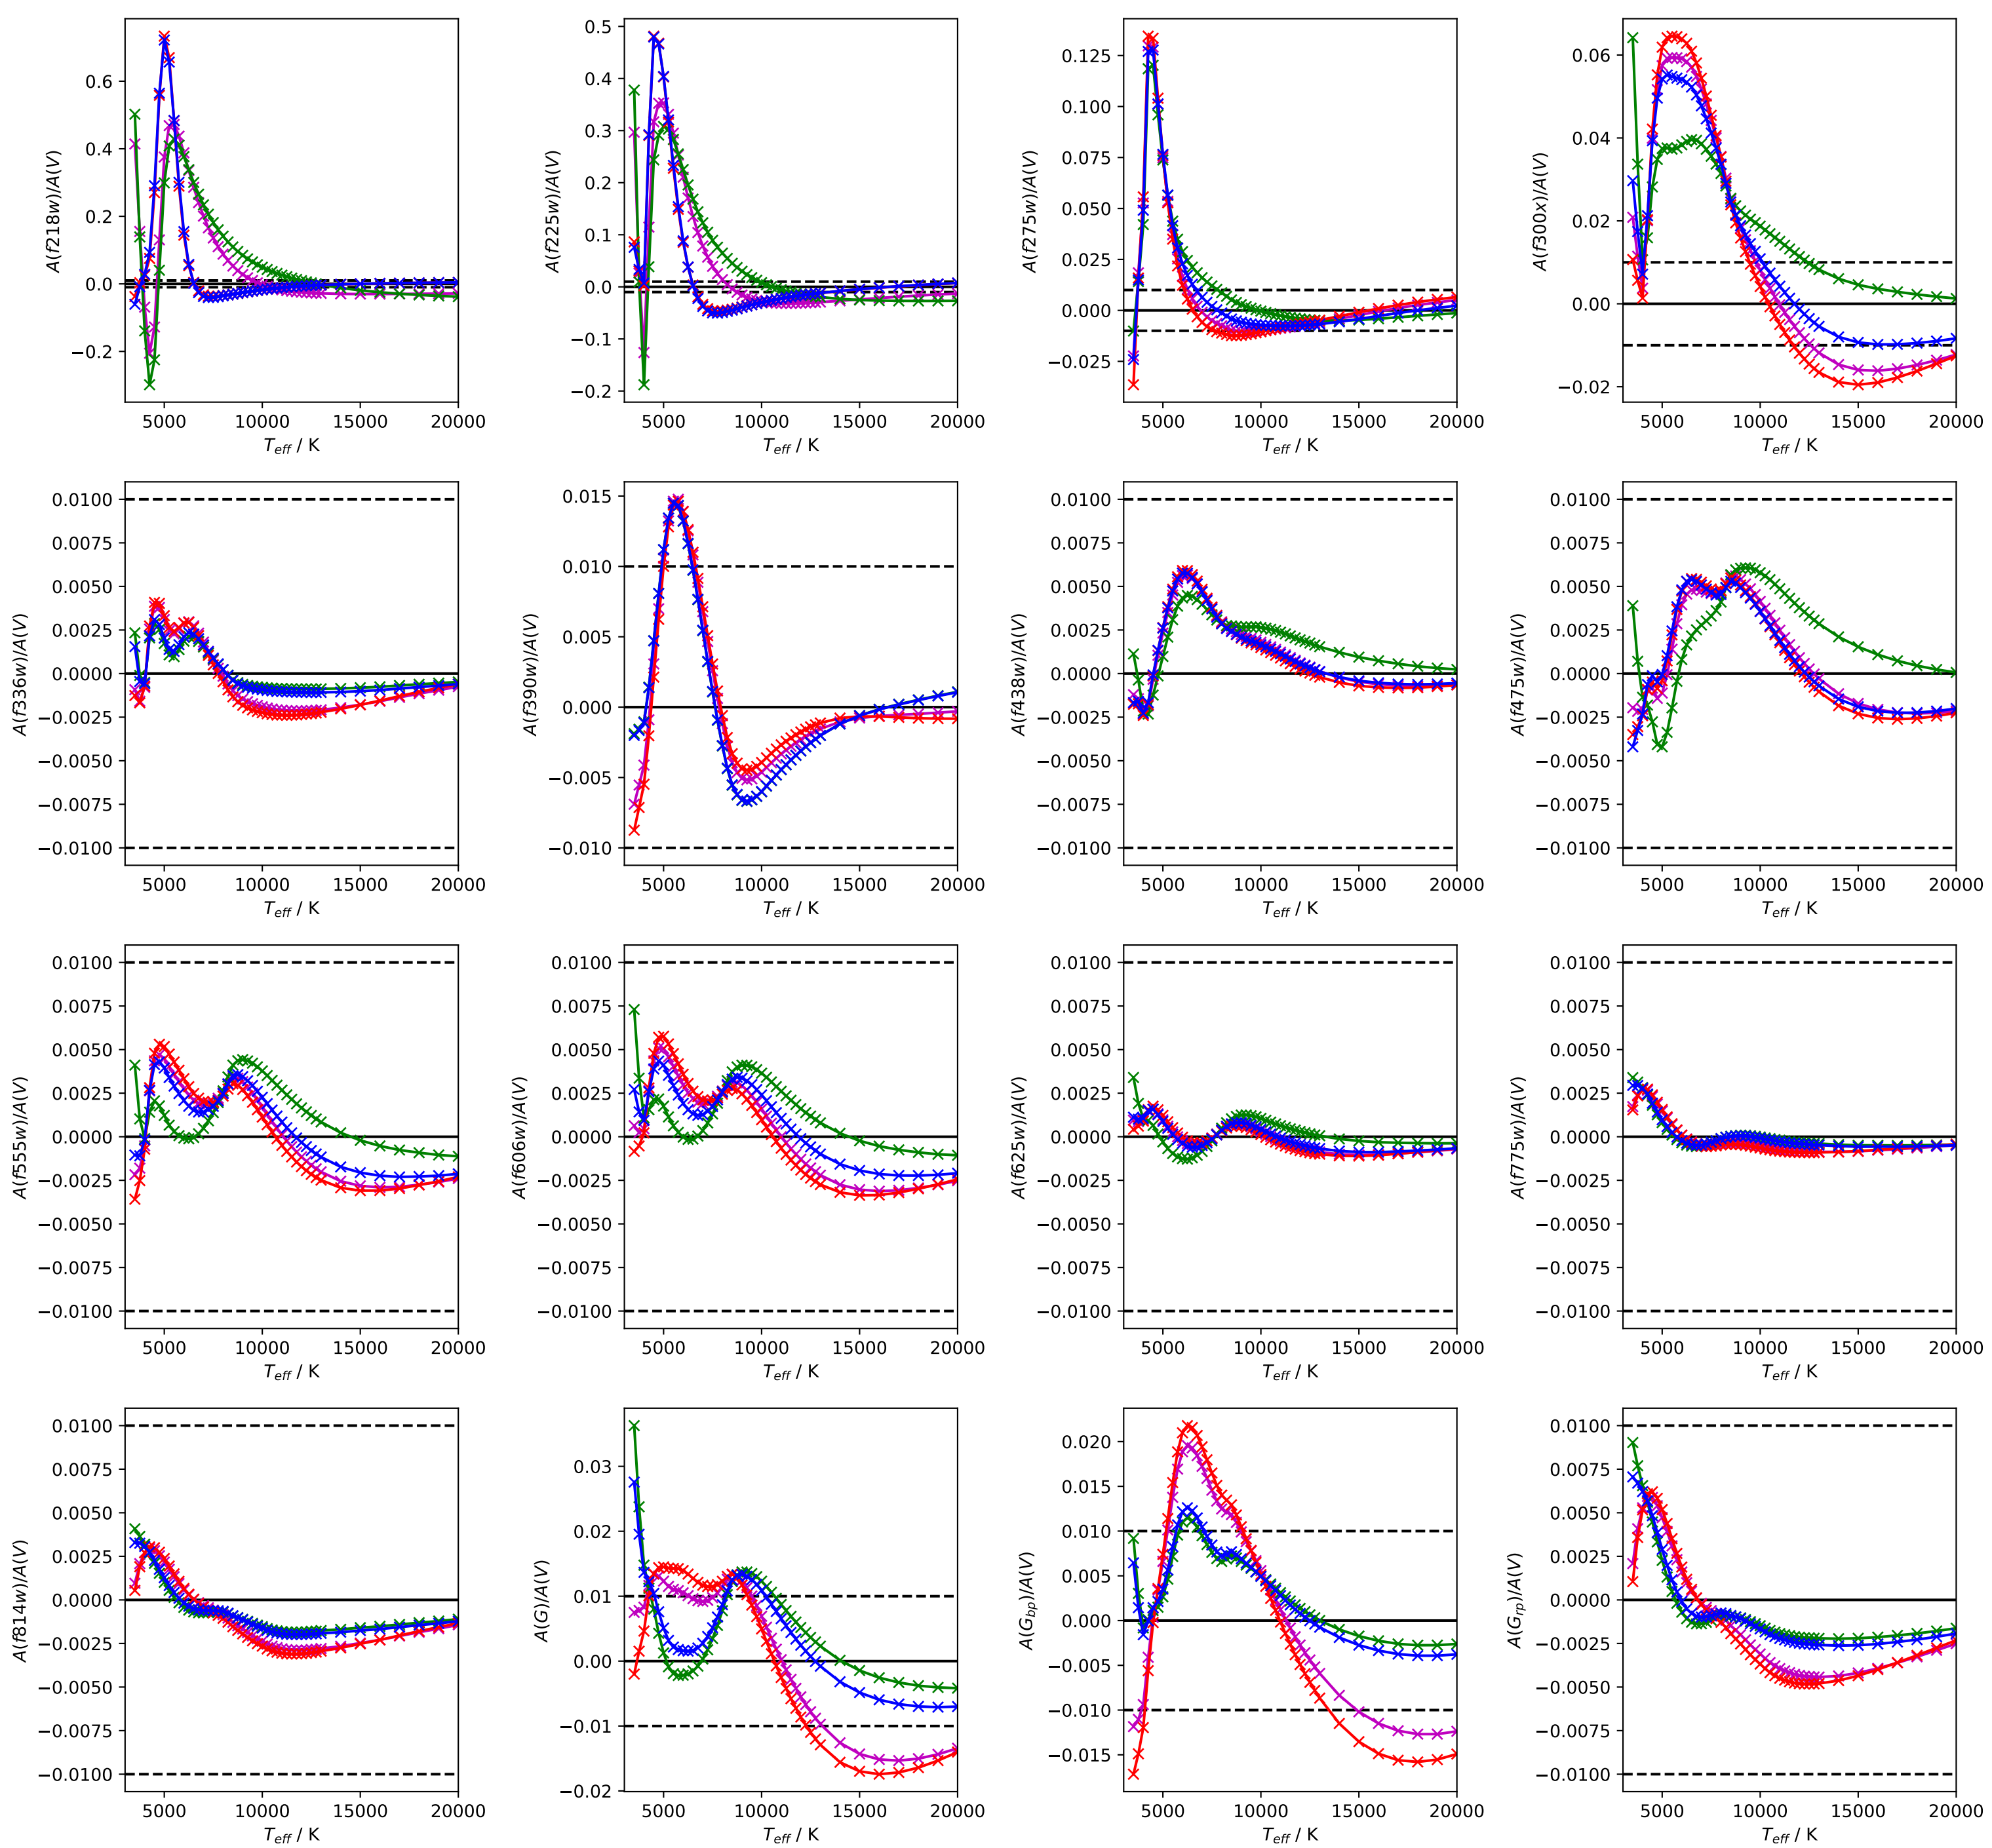 A(f218w)/A(V)
0.6
0.4
0.2
0.0
−0.2
5000 10000 15000 20000
T_eff / K
A(f225w)/A(V)
0.5
0.4
0.3
0.2
0.1
0.0
−0.1
−0.2
5000 10000 15000 20000
T_eff / K
A(f275w)/A(V)
0.125
0.100
0.075
0.050
0.025
0.000
−0.025
5000 10000 15000 20000
T_eff / K
A(f300x)/A(V)
0.06
0.04
0.02
0.00
−0.02
5000 10000 15000 20000
T_eff / K
A(f336w)/A(V)
0.0100
0.0075
0.0050
0.0025
0.0000
−0.0025
−0.0050
−0.0075
−0.0100
5000 10000 15000 20000
T_eff / K
A(f390w)/A(V)
0.015
0.010
0.005
0.000
−0.005
−0.010
5000 10000 15000 20000
T_eff / K
A(f438w)/A(V)
0.0100
0.0075
0.0050
0.0025
0.0000
−0.0025
−0.0050
−0.0075
−0.0100
5000 10000 15000 20000
T_eff / K
A(f475w)/A(V)
0.0100
0.0075
0.0050
0.0025
0.0000
−0.0025
−0.0050
−0.0075
−0.0100
5000 10000 15000 20000
T_eff / K
A(f555w)/A(V)
0.0100
0.0075
0.0050
0.0025
0.0000
−0.0025
−0.0050
−0.0075
−0.0100
5000 10000 15000 20000
T_eff / K
A(f606w)/A(V)
0.0100
0.0075
0.0050
0.0025
0.0000
−0.0025
−0.0050
−0.0075
−0.0100
5000 10000 15000 20000
T_eff / K
A(f625w)/A(V)
0.0100
0.0075
0.0050
0.0025
0.0000
−0.0025
−0.0050
−0.0075
−0.0100
5000 10000 15000 20000
T_eff / K
A(f775w)/A(V)
0.0100
0.0075
0.0050
0.0025
0.0000
−0.0025
−0.0050
−0.0075
−0.0100
5000 10000 15000 20000
T_eff / K
A(f814w)/A(V)
0.0100
0.0075
0.0050
0.0025
0.0000
−0.0025
−0.0050
−0.0075
−0.0100
5000 10000 15000 20000
T_eff / K
A(G)/A(V)
0.03
0.02
0.01
0.00
−0.01
−0.02
5000 10000 15000 20000
T_eff / K
A(G_bp)/A(V)
0.020
0.015
0.010
0.005
0.000
−0.005
−0.010
−0.015
5000 10000 15000 20000
T_eff / K
A(G_rp)/A(V)
0.0100
0.0075
0.0050
0.0025
0.0000
−0.0025
−0.0050
−0.0075
−0.0100
5000 10000 15000 20000
T_eff / K